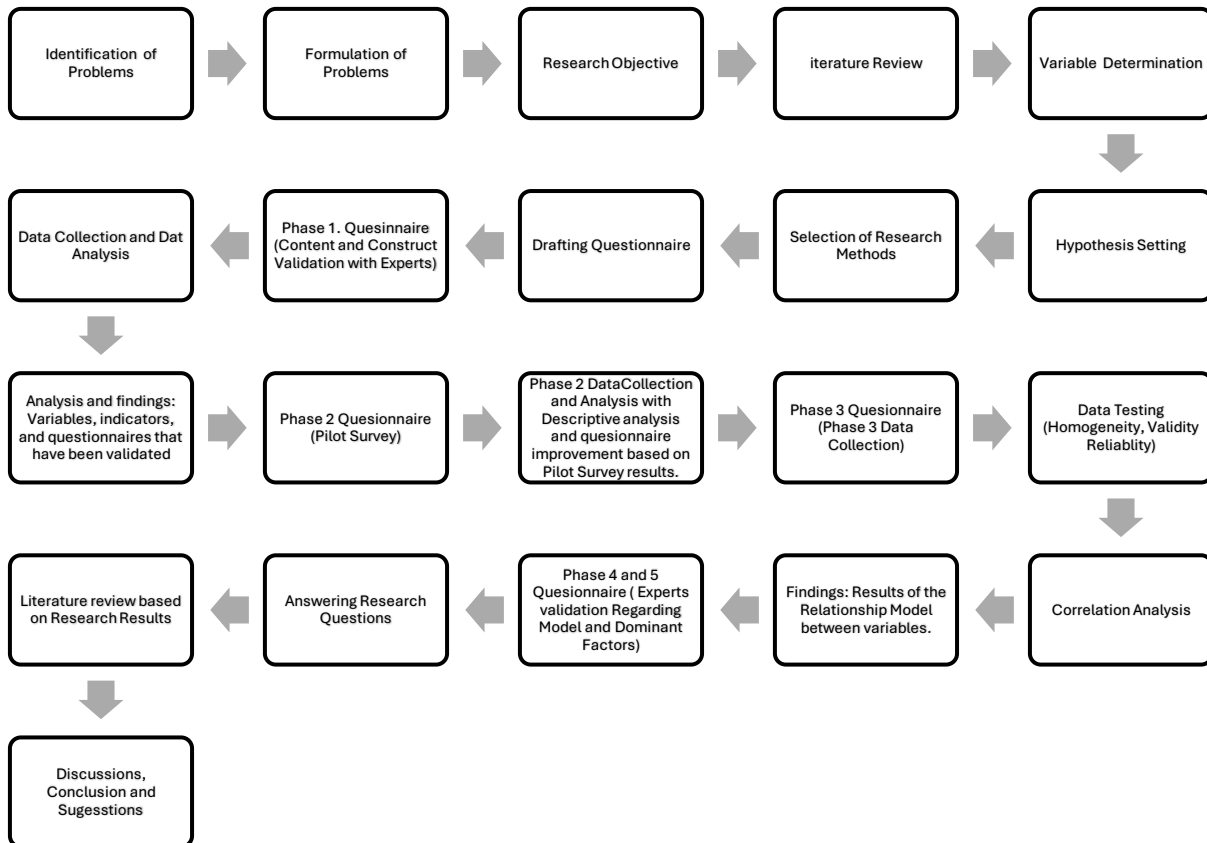 Identification of
Problems
Formulation of
Problems
Research Objective
iterature Review
Variable Determination
Hypothesis Setting
Selection of Research
Methods
Drafting Questionnaire
Phase 1. Quesinnaire
(Content and Construct
Validation with Experts)
Data Collection and Dat
Analysis
Analysis and findings:
Variables, indicators,
and questionnaires that
have been validated
Phase 2 Quesionnaire
(Pilot Survey)
Phase 2 DataCollection
and Analysis with
Descriptive analysis
and quesionnaire
improvement based on
Pilot Survey results.
Phase 3 Quesionnaire
(Phase 3 Data
Collection)
Data Testing
(Homogeneity, Validity
Reliablity)
Correlation Analysis
Findings: Results of the
Relationship Model
between variables.
Phase 4 and 5
Quesionnaire ( Experts
validation Regarding
Model and Dominant
Factors)
Answering Research
Questions
Literature review based
on Research Results
Discussions,
Conclusion and
Sugesstions